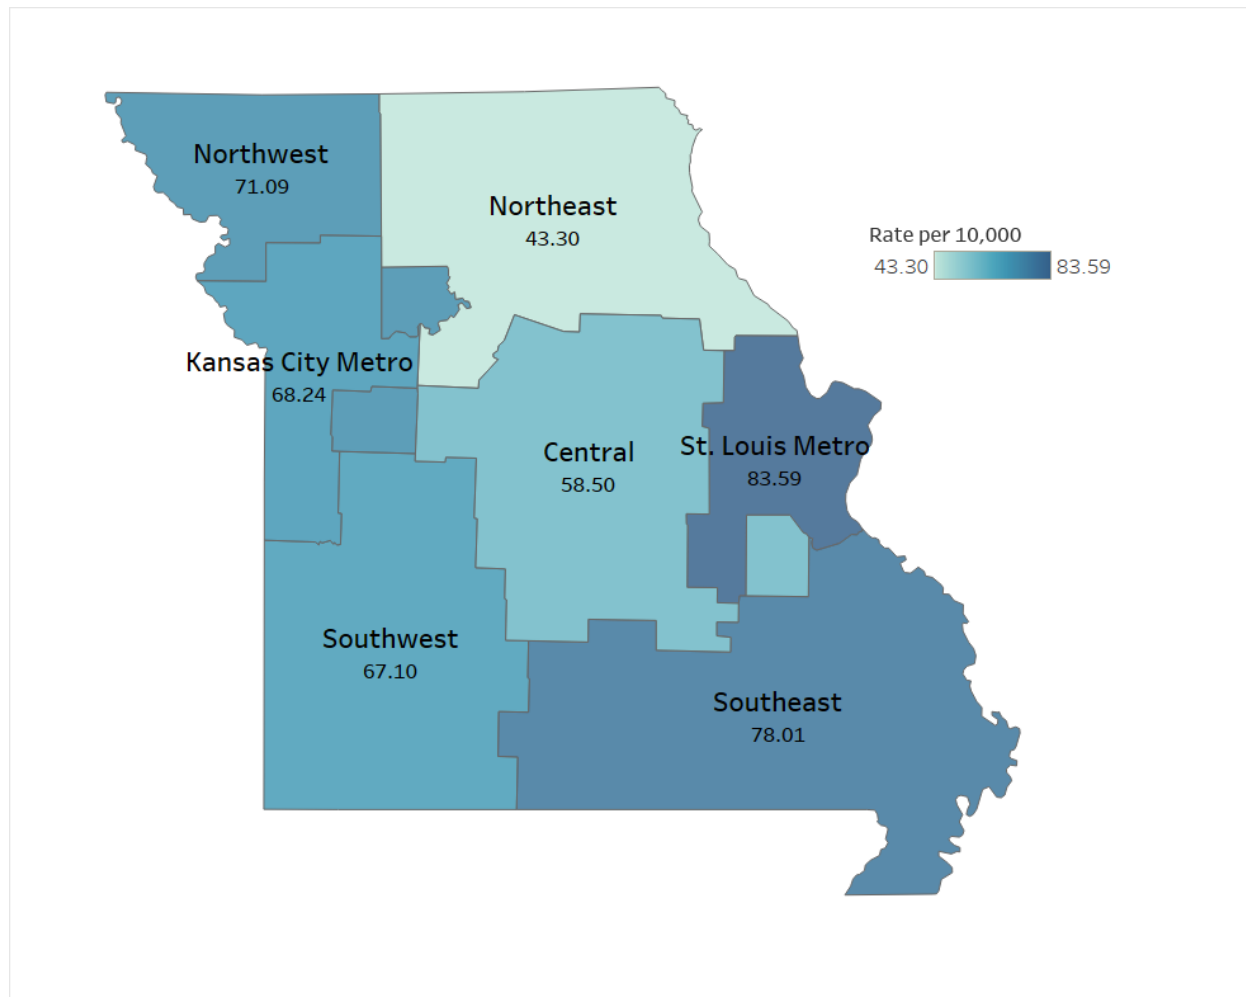 Northwest
71.09
Northeast
43.30
Rate per 10,000
43.30 83.59
Kansas City Metro
68.24
Central
58.50
St. Louis Metro
83.59
Southwest
67.10
Southeast
78.01